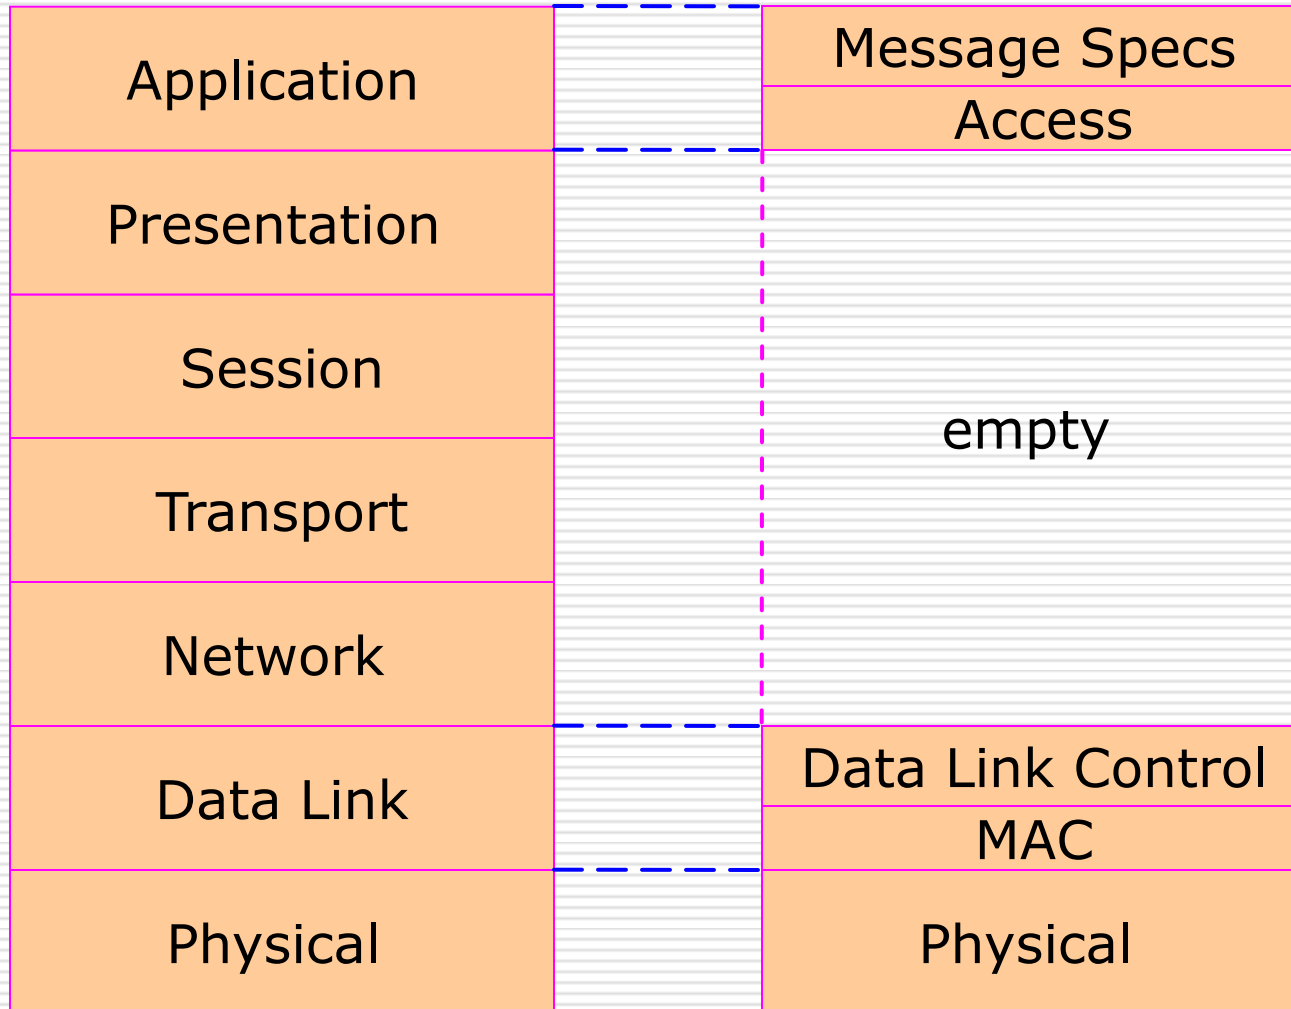 Application
Presentation
Session
Transport
Network
Data Link
Physical
Message Specs
Access
empty
Data Link Control
MAC
Physical